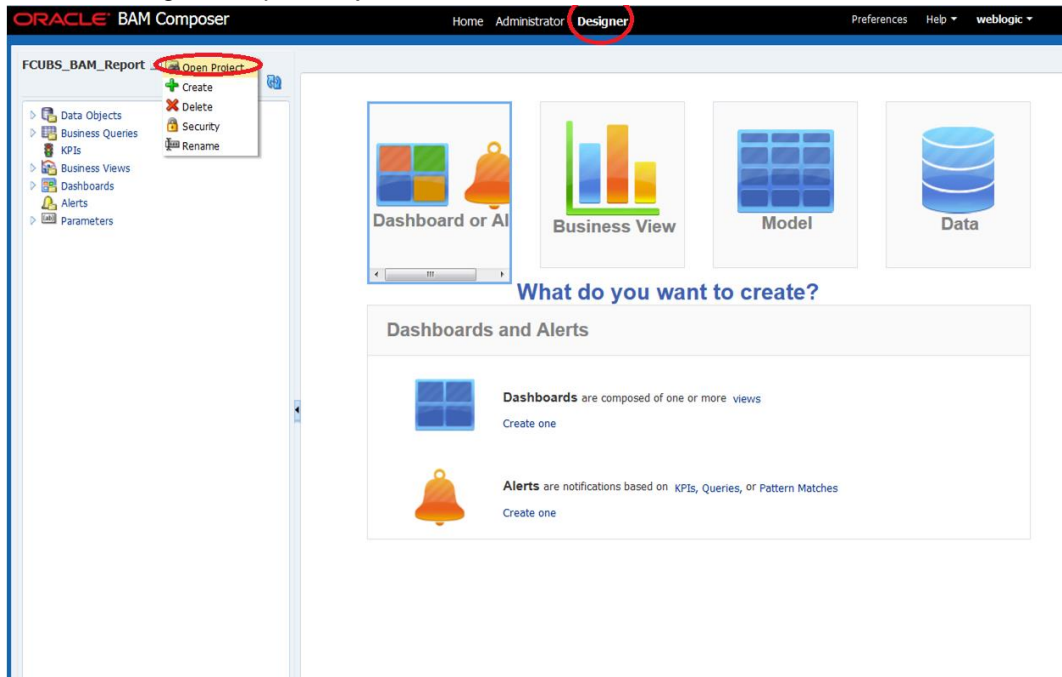 ORACLE BAM Composer Home Administrator Designer Preferences Help weblogic
FCUBS_BAM_Report
Open Project
Create
Delete
Security
Rename
Data Objects
Business Queries
KPIs
Business Views
Dashboards
Alerts
Parameters
Dashboard or Al
Business View
Model
Data
What do you want to create?
Dashboards and Alerts
Dashboards are composed of one or more views
Create one
Alerts are notifications based on KPIs, Queries, or Pattern Matches
Create one